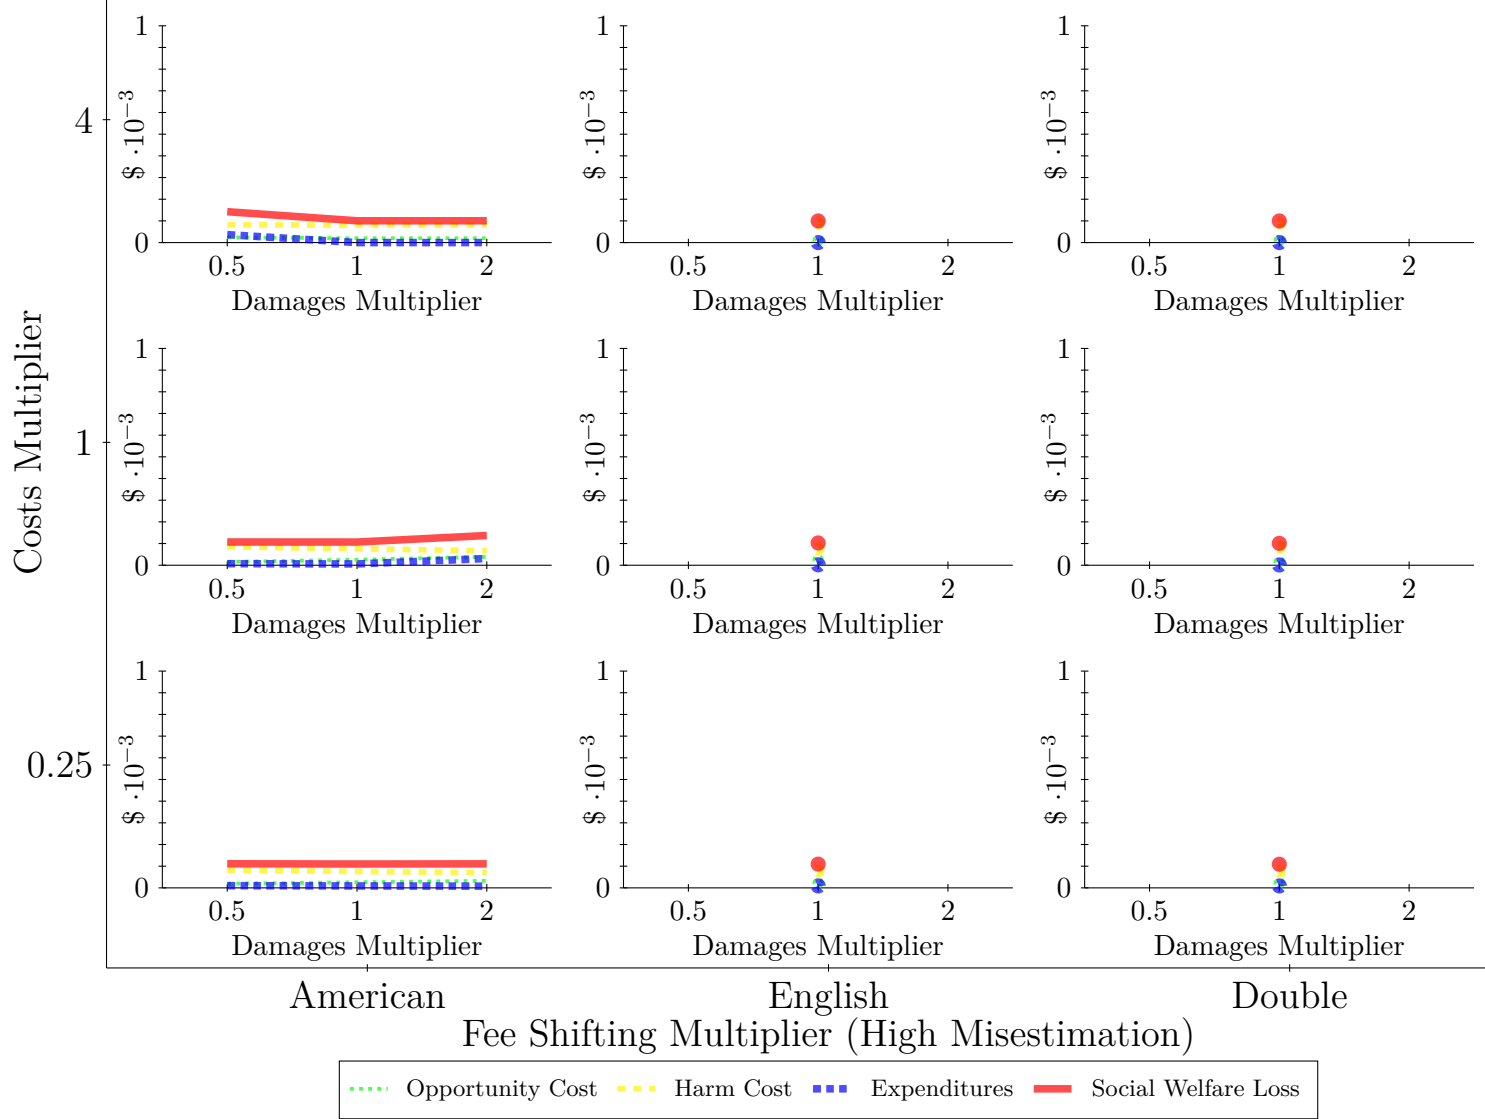 Costs Multiplier
4
1
0.25
1
0
$ ·10⁻³
0.5 1 2
Damages Multiplier
1
0
$ ·10⁻³
0.5 1 2
Damages Multiplier
1
0
$ ·10⁻³
0.5 1 2
Damages Multiplier
1
0
$ ·10⁻³
0.5 1 2
Damages Multiplier
1
0
$ ·10⁻³
0.5 1 2
Damages Multiplier
1
0
$ ·10⁻³
0.5 1 2
Damages Multiplier
1
0
$ ·10⁻³
0.5 1 2
Damages Multiplier
1
0
$ ·10⁻³
0.5 1 2
Damages Multiplier
1
0
$ ·10⁻³
0.5 1 2
Damages Multiplier
American English Double
Fee Shifting Multiplier (High Misestimation)
Opportunity Cost Harm Cost Expenditures Social Welfare Loss